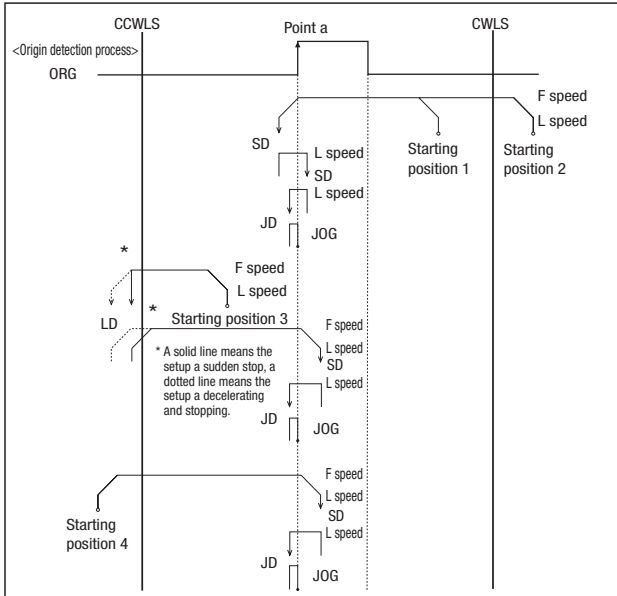 CCWLS
Point a
CWLS
<Origin detection process>
ORG
F speed
L speed
SD
L speed
SD
Starting
position 1
Starting
position 2
L speed
JD
JOG
*
F speed
L speed
LD
*
Starting position 3
F speed
L speed
SD
* A solid line means the
setup a sudden stop, a
dotted line means the
setup a decelerating
and stopping.
L speed
JD
JOG
F speed
L speed
SD
Starting
position 4
L speed
JD
JOG